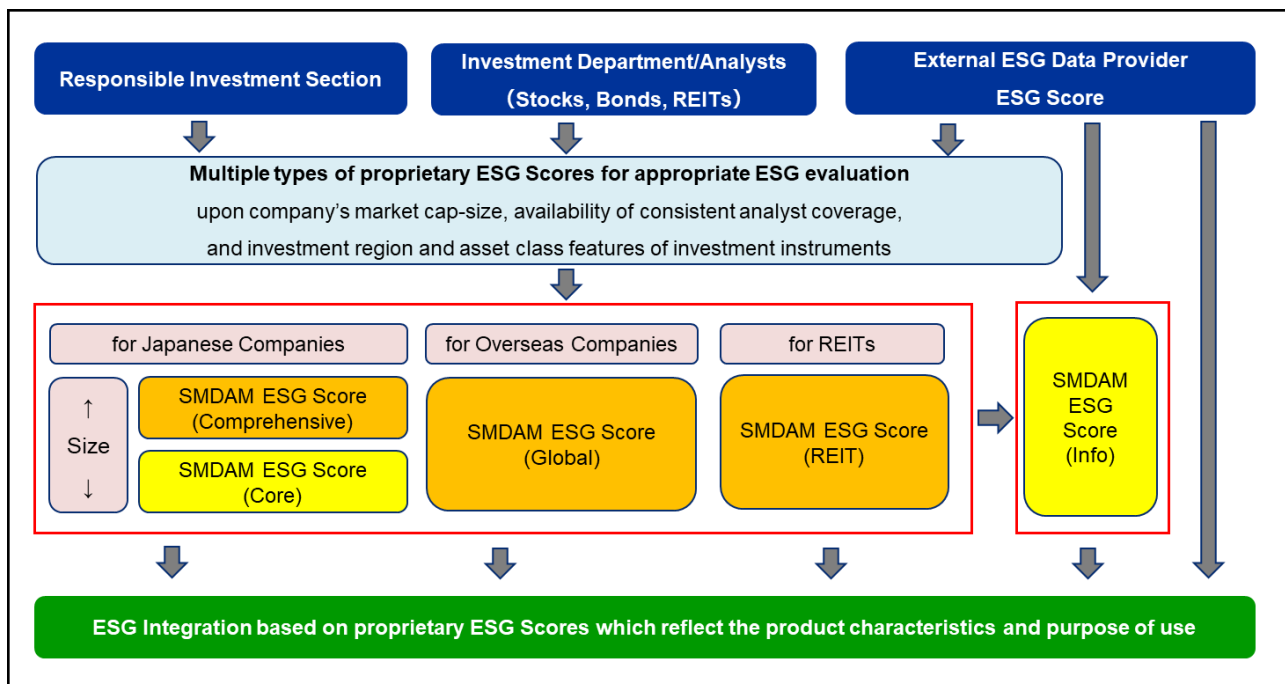 Responsible Investment Section
Investment Department/Analysts
（Stocks, Bonds, REITs）
External ESG Data Provider
ESG Score
Multiple types of proprietary ESG Scores for appropriate ESG evaluation
upon company’s market cap-size, availability of consistent analyst coverage,
and investment region and asset class features of investment instruments
for Japanese Companies
for Overseas Companies
for REITs
↑
Size
↓
SMDAM ESG Score
(Comprehensive)
SMDAM ESG Score
(Core)
SMDAM ESG Score
(Global)
SMDAM ESG Score
(REIT)
SMDAM
ESG
Score
(Info)
ESG Integration based on proprietary ESG Scores which reflect the product characteristics and purpose of use